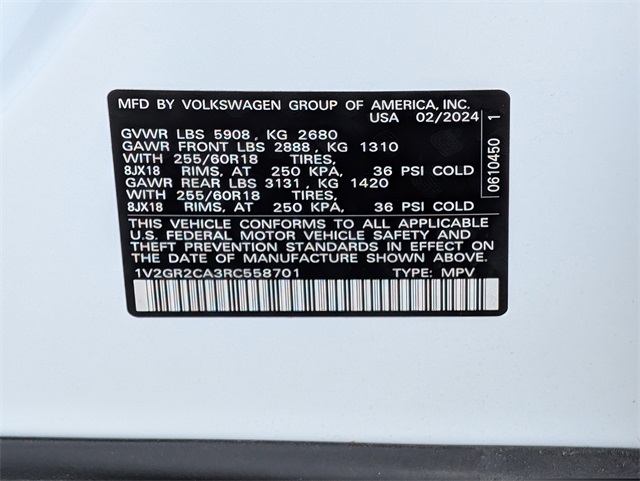 MFD BY VOLKSWAGEN GROUP OF AMERICA, INC.
USA 02/2024
GVWR LBS 5908, KG 2680
GAWR FRONT LBS 2888, KG 1310
WITH 255/60R18 TIRES,
8JX18 RIMS, AT 250 KPA, 36 PSI COLD
GAWR REAR LBS 3131, KG 1420
WITH 255/60R18 TIRES,
8JX18 RIMS, AT 250 KPA, 36 PSI COLD
THIS VEHICLE CONFORMS TO ALL APPLICABLE
U.S. FEDERAL MOTOR VEHICLE SAFETY AND
THEFT PREVENTION STANDARDS IN EFFECT ON
THE DATE OF MANUFACTURE SHOWN ABOVE.
1V2GR2CA3RC558701 TYPE: MPV
0610450 1